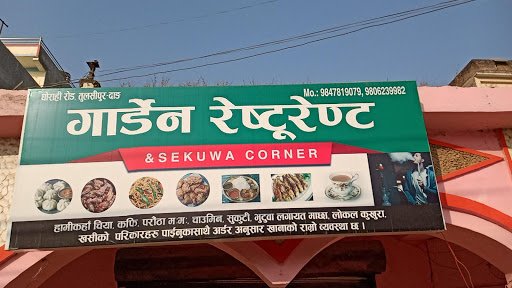 घोराही रोड, तुलसीपुर-दाङ
Mo.: 9847819079, 9806239982
गार्डेन रेष्टूरेण्ट
& SEKUWA CORNER
हामीकहाँ चिया, कफि, परौठा म:म:, चाउमिन, सुकुटी, भुटुवा लगायत माछा, लोकल कुखुरा,
खसीको परिकारहरु पाईनुकासाथै अर्डर अनुसार खानाको राम्रो व्यवस्था छ ।